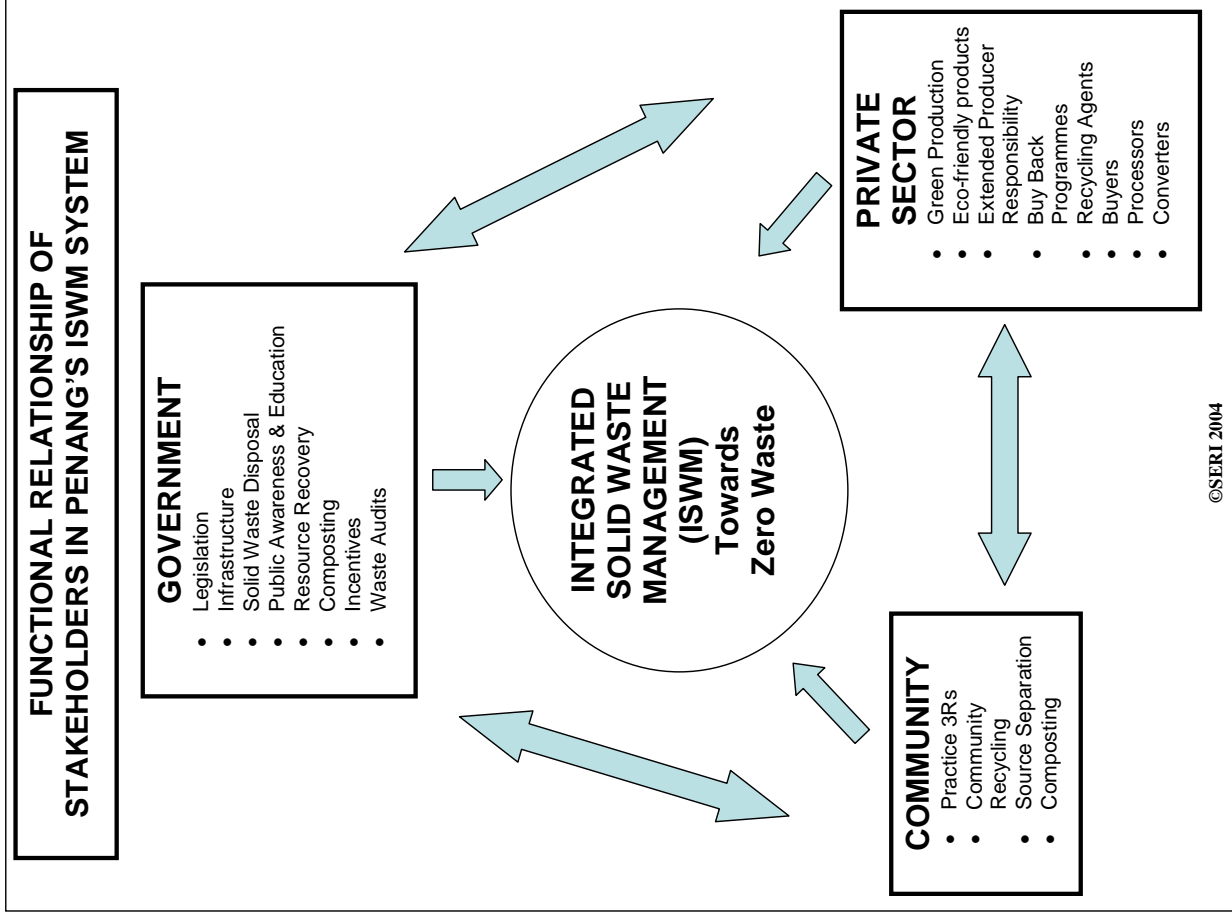 FUNCTIONAL RELATIONSHIP OF
STAKEHOLDERS IN PENANG'S ISWM SYSTEM
GOVERNMENT
• Legislation
• Infrastructure
• Solid Waste Disposal
• Public Awareness & Education
• Resource Recovery
• Composting
• Incentives
• Waste Audits
INTEGRATED
SOLID WASTE
MANAGEMENT
(ISWM)
Towards
Zero Waste
COMMUNITY
• Practice 3Rs
• Community
Recycling
• Source Separation
• Composting
PRIVATE
SECTOR
• Green Production
• Eco-friendly products
• Extended Producer
Responsibility
• Buy Back
Programmes
• Recycling Agents
• Buyers
• Processors
• Converters
©SERI 2004